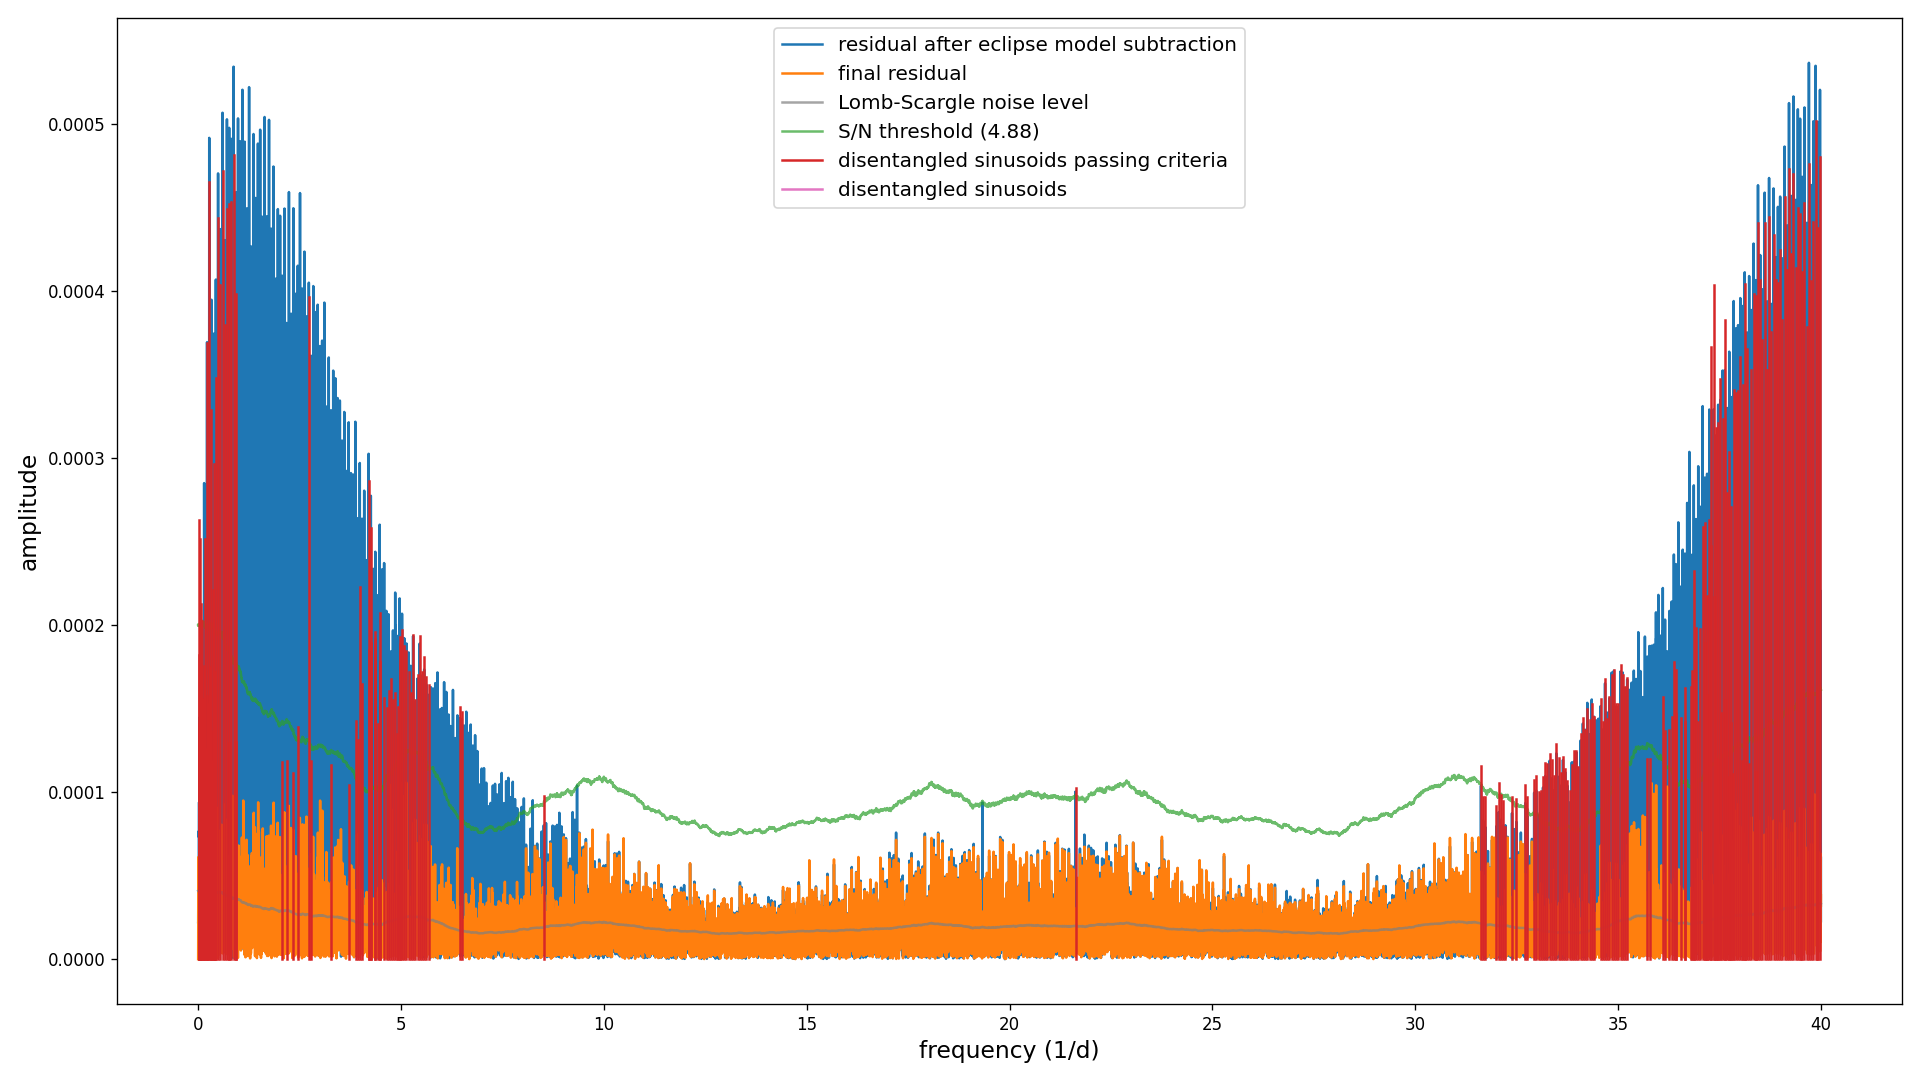 residual after eclipse model subtraction
final residual
Lomb-Scargle noise level
S/N threshold (4.88)
disentangled sinusoids passing criteria
disentangled sinusoids
0.0005
0.0004
0.0003
0.0002
0.0001
0.0000
amplitude
0 5 10 15 20 25 30 35 40
frequency (1/d)